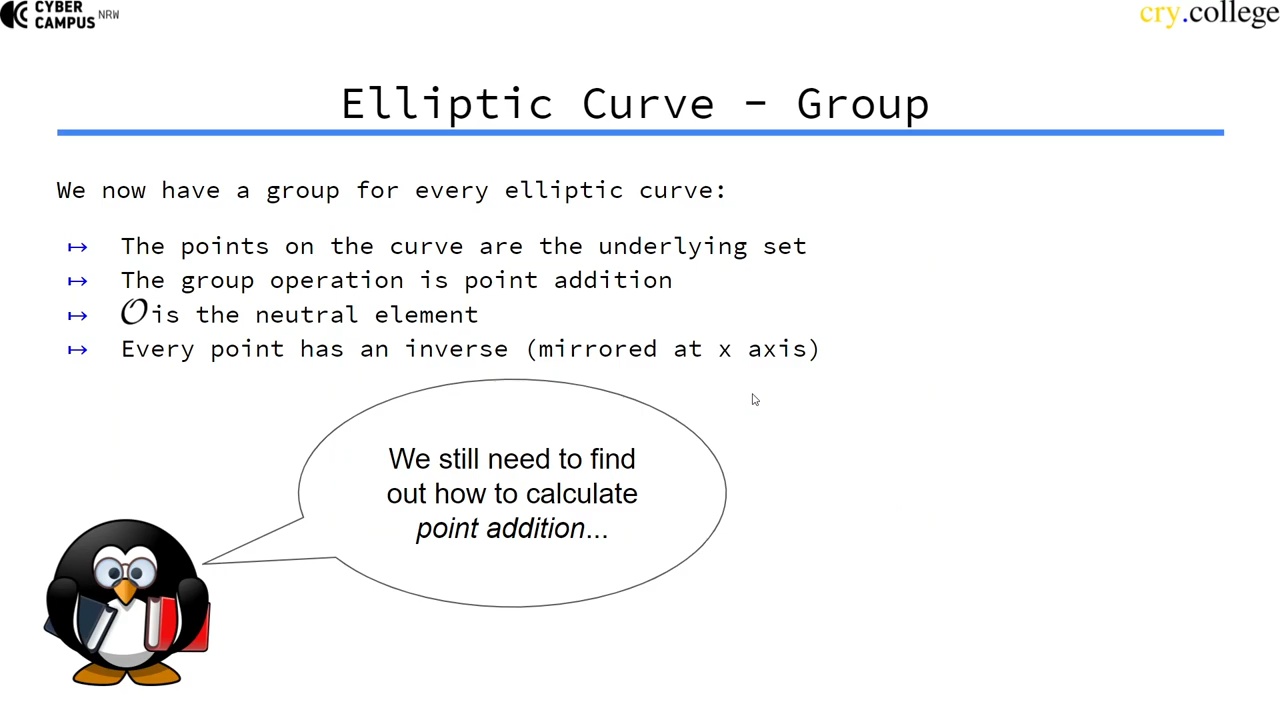 CYBER
CAMPUS NRW
cry.college
Elliptic Curve - Group
We now have a group for every elliptic curve:
↦ The points on the curve are the underlying set
↦ The group operation is point addition
↦ 𝒪 is the neutral element
↦ Every point has an inverse (mirrored at x axis)
We still need to find
out how to calculate
point addition...